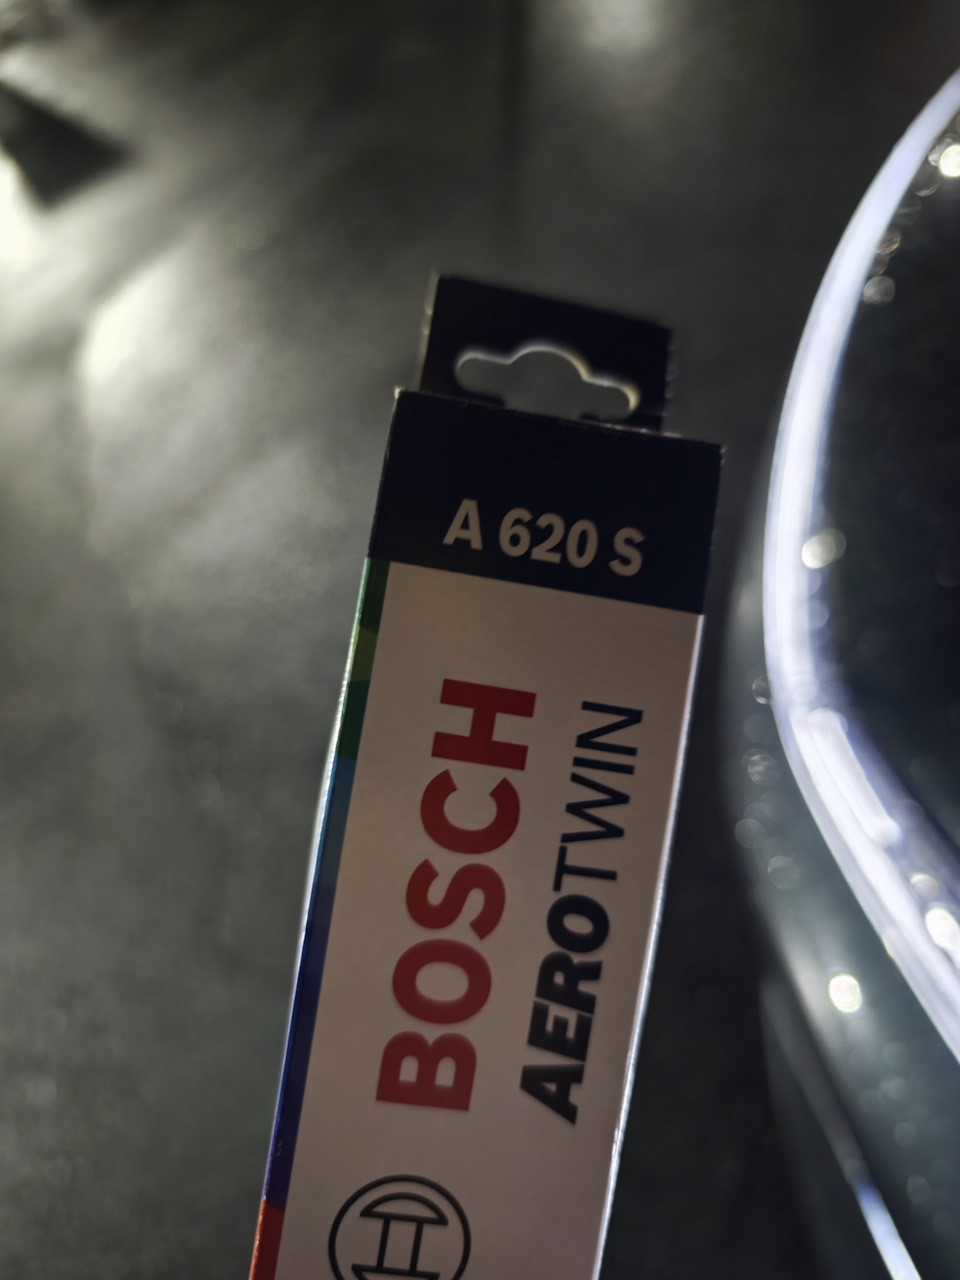 A 620 S
BOSCH
AEROTWIN